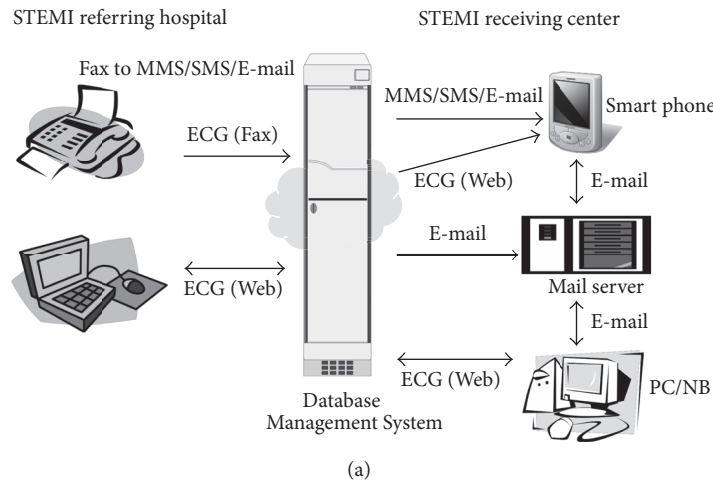 STEMI referring hospital
STEMI receiving center
Fax to MMS/SMS/E-mail
MMS/SMS/E-mail
Smart phone
ECG (Fax)
ECG (Web)
E-mail
E-mail
ECG (Web)
Mail server
E-mail
ECG (Web)
PC/NB
Database
Management System
(a)